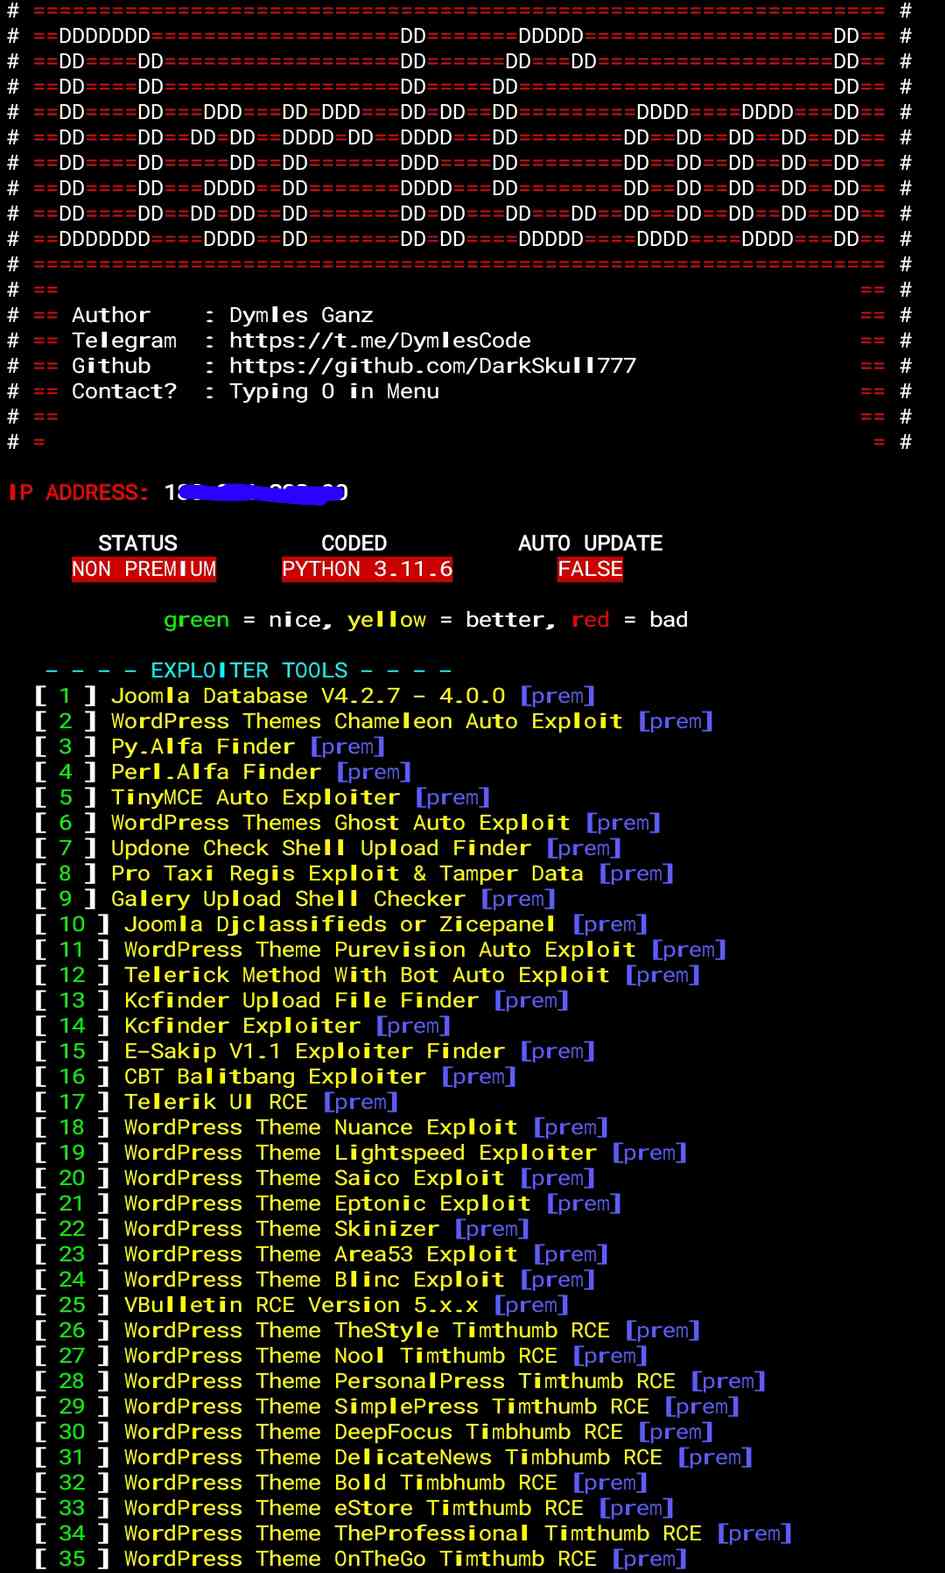 # ================================================================= #
# ==DDDDDDD===================DD=======DDDDD===================DD== #
# ==DD====DD==================DD======DD===DD==================DD== #
# ==DD====DD==================DD=====DD========================DD== #
# ==DD====DD===DDD===DD=DDD===DD=DD==DD=========DDDD====DDDD===DD== #
# ==DD====DD==DD=DD==DDDD=DD==DDDD===DD========DD==DD==DD==DD==DD== #
# ==DD====DD=====DD==DD=======DDD====DD========DD==DD==DD==DD==DD== #
# ==DD====DD===DDDD==DD=======DDDD===DD========DD==DD==DD==DD==DD== #
# ==DD====DD==DD=DD==DD=======DD=DD===DD===DD==DD==DD==DD==DD==DD== #
# ==DDDDDDD====DDDD==DD=======DD=DD====DDDDD====DDDD====DDDD===DD== #
# ================================================================= #
# == == #
# == Author : Dymles Ganz == #
# == Telegram : https://t.me/DymlesCode == #
# == Github : https://github.com/DarkSkull777 == #
# == Contact? : Typing 0 in Menu == #
# == == #
# = = #
IP ADDRESS:
STATUS CODED AUTO UPDATE
NON PREMIUM PYTHON 3.11.6 FALSE
green = nice, yellow = better, red = bad
- - - - EXPLOITER TOOLS - - - -
[ 1 ] Joomla Database V4.2.7 - 4.0.0 [prem]
[ 2 ] WordPress Themes Chameleon Auto Exploit [prem]
[ 3 ] Py.Alfa Finder [prem]
[ 4 ] Perl.Alfa Finder [prem]
[ 5 ] TinyMCE Auto Exploiter [prem]
[ 6 ] WordPress Themes Ghost Auto Exploit [prem]
[ 7 ] Updone Check Shell Upload Finder [prem]
[ 8 ] Pro Taxi Regis Exploit & Tamper Data [prem]
[ 9 ] Galery Upload Shell Checker [prem]
[ 10 ] Joomla Djclassifieds or Zicepanel [prem]
[ 11 ] WordPress Theme Purevision Auto Exploit [prem]
[ 12 ] Telerick Method With Bot Auto Exploit [prem]
[ 13 ] Kcfinder Upload File Finder [prem]
[ 14 ] Kcfinder Exploiter [prem]
[ 15 ] E-Sakip V1.1 Exploiter Finder [prem]
[ 16 ] CBT Balitbang Exploiter [prem]
[ 17 ] Telerik UI RCE [prem]
[ 18 ] WordPress Theme Nuance Exploit [prem]
[ 19 ] WordPress Theme Lightspeed Exploiter [prem]
[ 20 ] WordPress Theme Saico Exploit [prem]
[ 21 ] WordPress Theme Eptonic Exploit [prem]
[ 22 ] WordPress Theme Skinizer [prem]
[ 23 ] WordPress Theme Area53 Exploit [prem]
[ 24 ] WordPress Theme Blinc Exploit [prem]
[ 25 ] VBulletin RCE Version 5.x.x [prem]
[ 26 ] WordPress Theme TheStyle Timthumb RCE [prem]
[ 27 ] WordPress Theme Nool Timthumb RCE [prem]
[ 28 ] WordPress Theme PersonalPress Timthumb RCE [prem]
[ 29 ] WordPress Theme SimplePress Timthumb RCE [prem]
[ 30 ] WordPress Theme DeepFocus Timbhumb RCE [prem]
[ 31 ] WordPress Theme DelicateNews Timbhumb RCE [prem]
[ 32 ] WordPress Theme Bold Timbhumb RCE [prem]
[ 33 ] WordPress Theme eStore Timthumb RCE [prem]
[ 34 ] WordPress Theme TheProfessional Timthumb RCE [prem]
[ 35 ] WordPress Theme OnTheGo Timthumb RCE [prem]